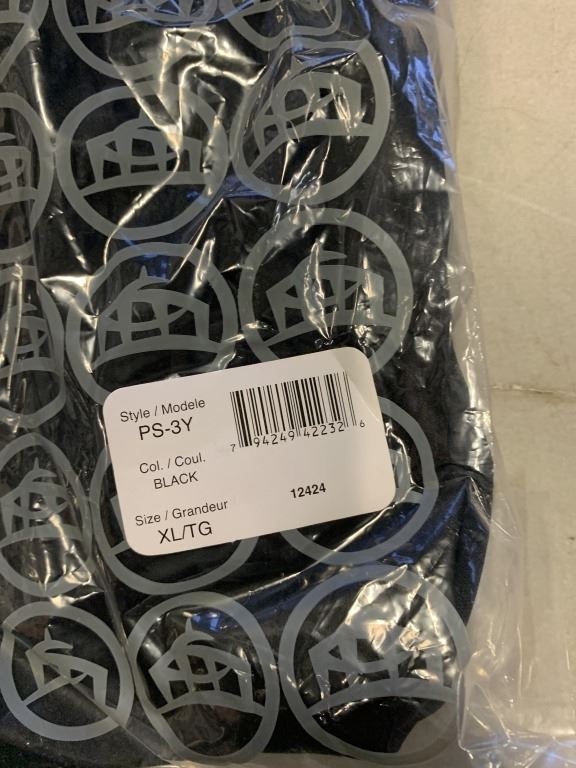 Style / Modele
PS-3Y
7 94249 42232 6
Col. / Coul.
BLACK
12424
Size / Grandeur
XL/TG